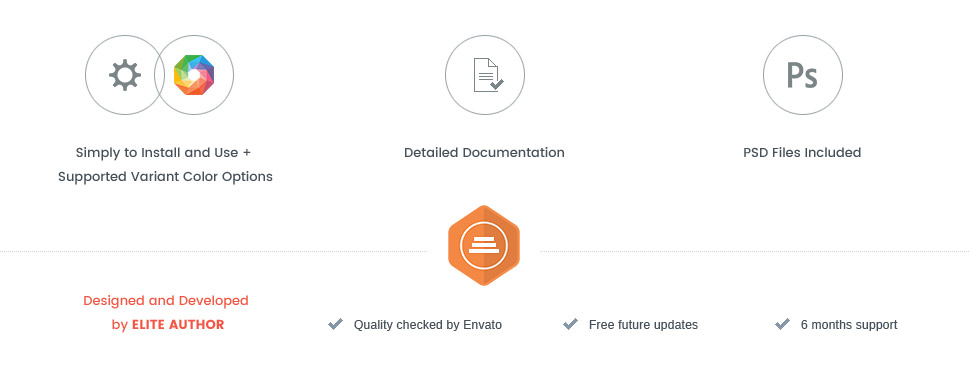 Ps
Simply to Install and Use +
Supported Variant Color Options
Detailed Documentation
PSD Files Included
Designed and Developed
by ELITE AUTHOR
Quality checked by Envato
Free future updates
6 months support